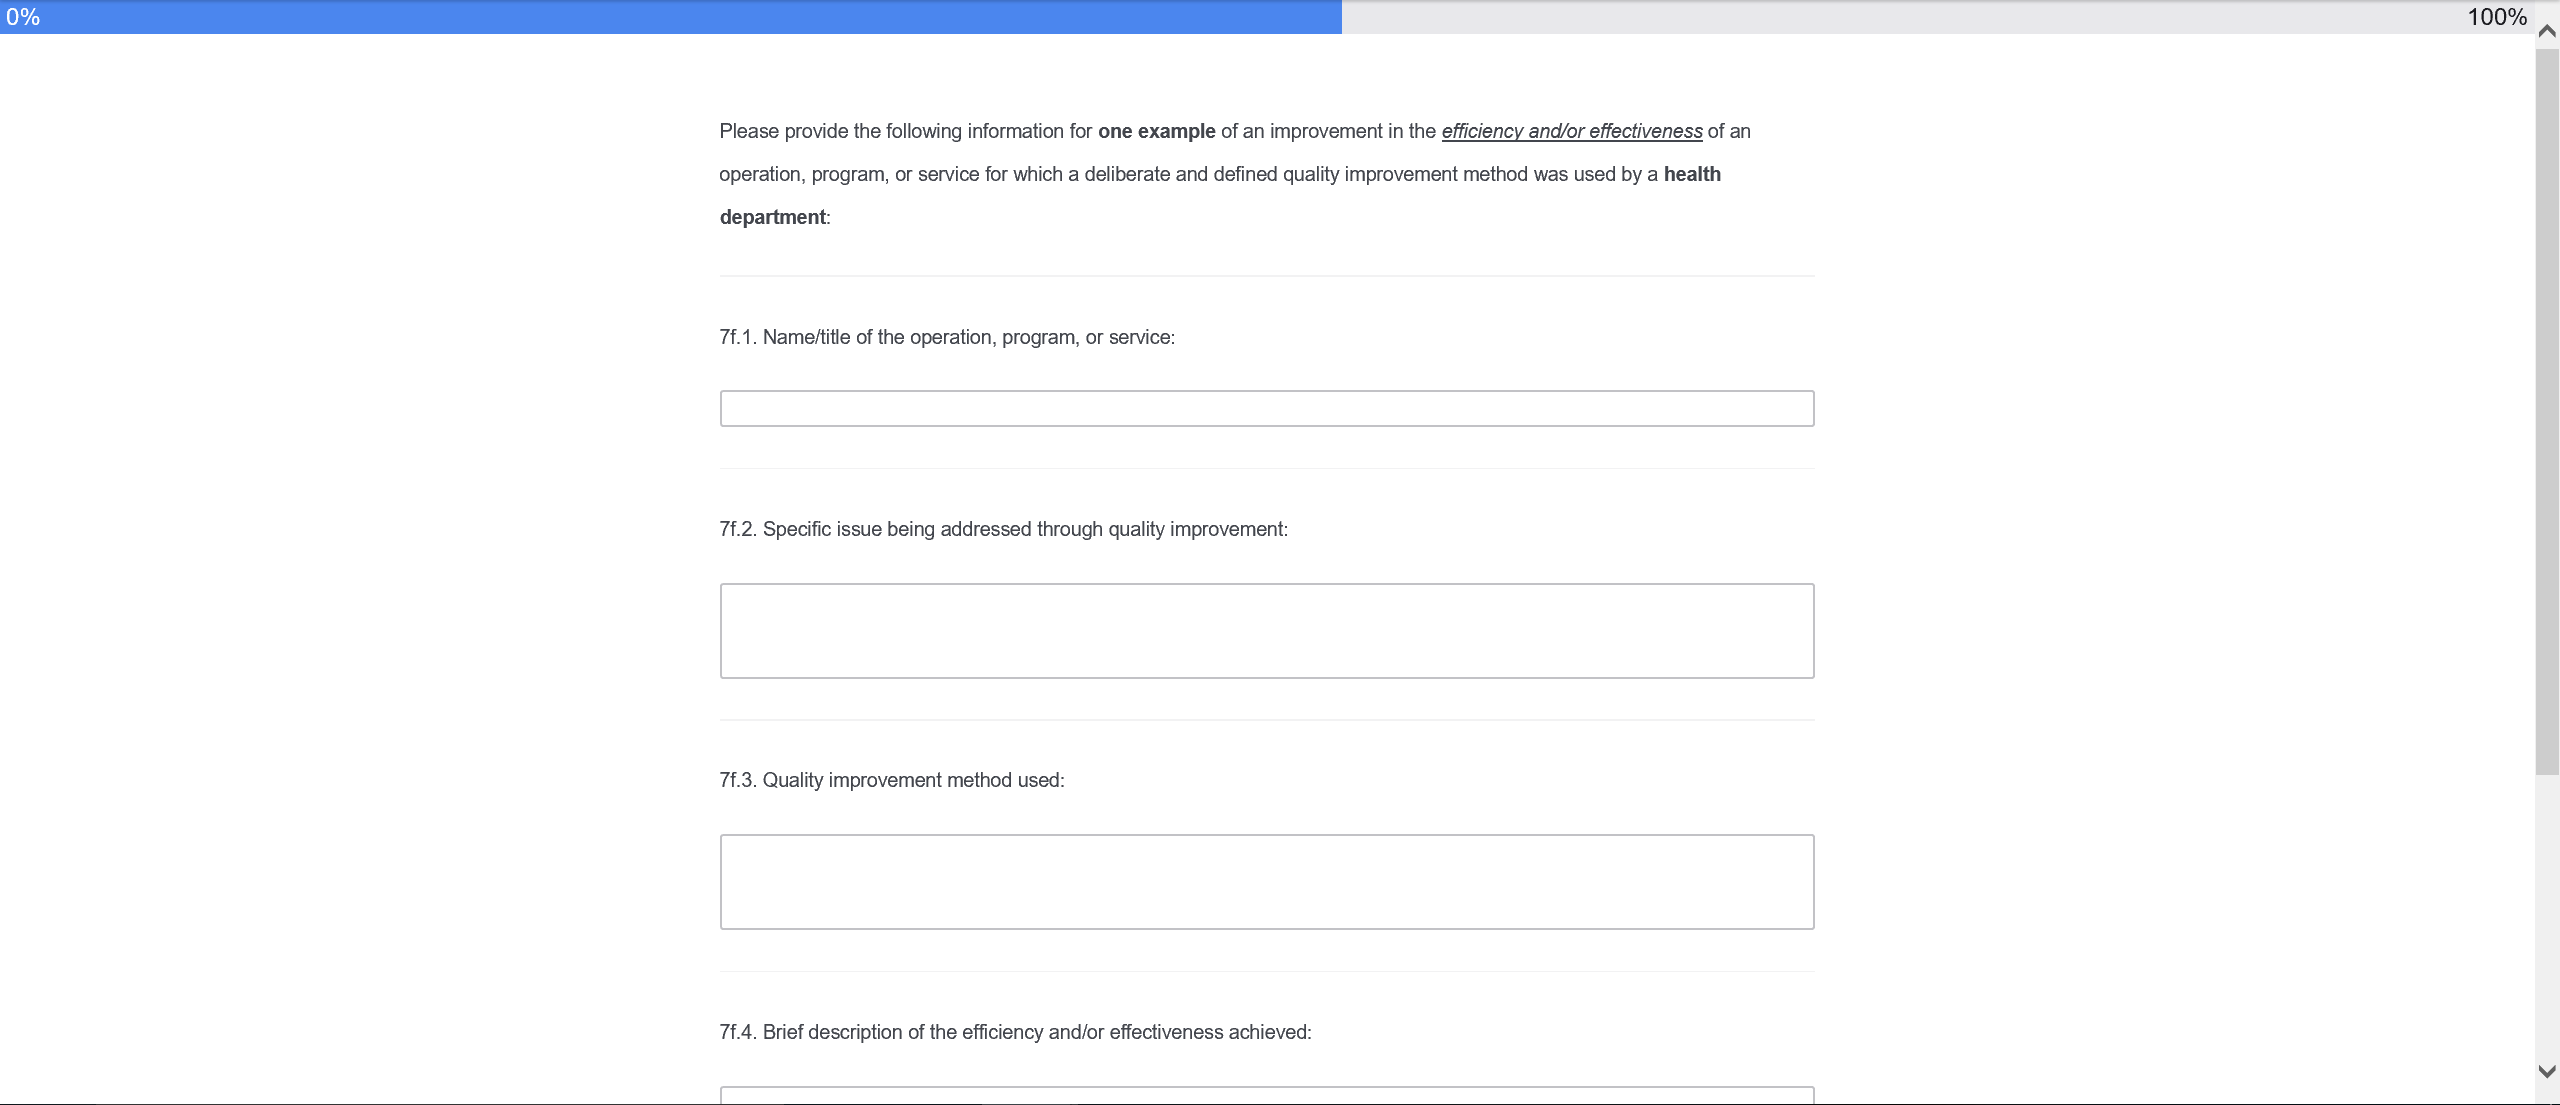 0%
100%
Please provide the following information for one example of an improvement in the efficiency and/or effectiveness of an
operation, program, or service for which a deliberate and defined quality improvement method was used by a health
department:
7f.1. Name/title of the operation, program, or service:
7f.2. Specific issue being addressed through quality improvement:
7f.3. Quality improvement method used:
7f.4. Brief description of the efficiency and/or effectiveness achieved: